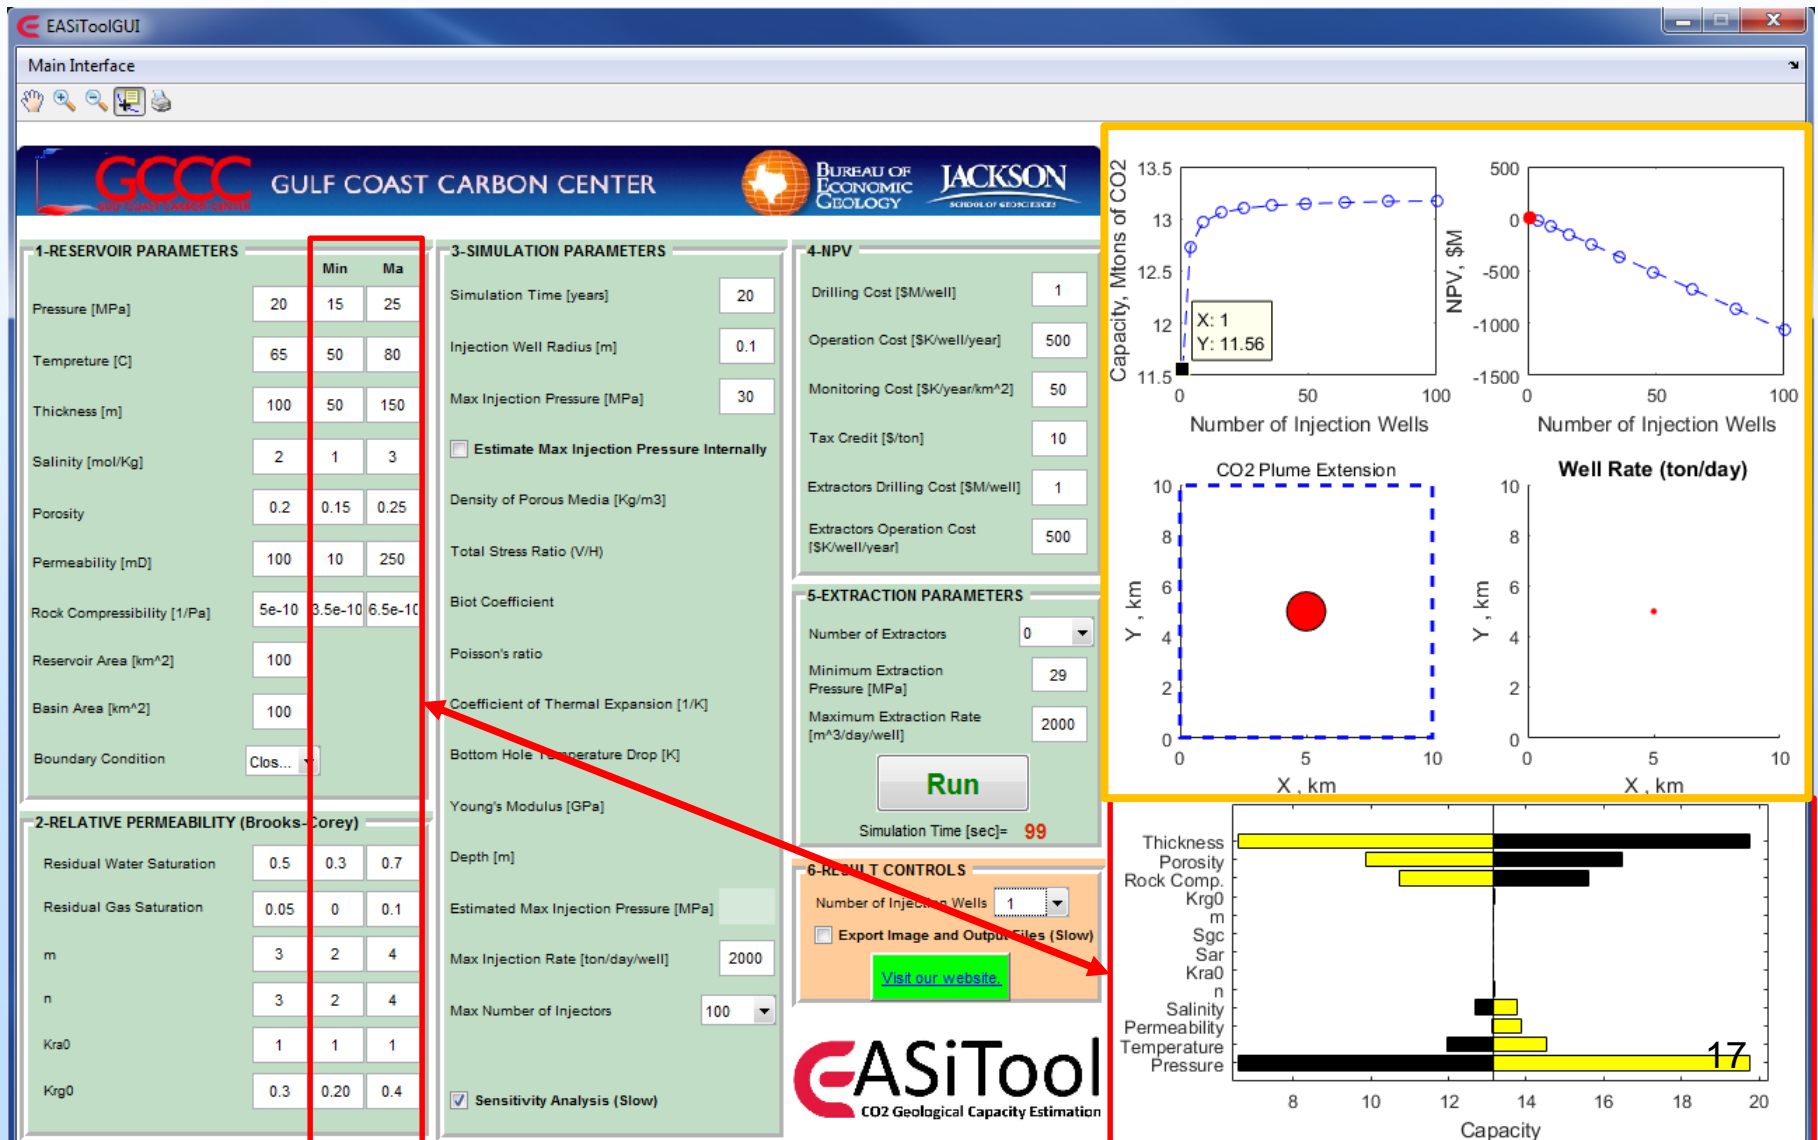 EASiToolGUI
Main Interface
GCCC
GULF COAST CARBON CENTER
GULF COAST CARBON CENTER
BUREAU OF
ECONOMIC
GEOLOGY
JACKSON
SCHOOL OF GEOSCIENCES
1-RESERVOIR PARAMETERS
Min Ma
Pressure [MPa] 20 15 25
Tempreture [C] 65 50 80
Thickness [m] 100 50 150
Salinity [mol/Kg] 2 1 3
Porosity 0.2 0.15 0.25
Permeability [mD] 100 10 250
Rock Compressibility [1/Pa] 5e-10 3.5e-10 6.5e-10
Reservoir Area [km^2] 100
Basin Area [km^2] 100
Boundary Condition Clos...
2-RELATIVE PERMEABILITY (Brooks-Corey)
Residual Water Saturation 0.5 0.3 0.7
Residual Gas Saturation 0.05 0 0.1
m 3 2 4
n 3 2 4
Kra0 1 1 1
Krg0 0.3 0.20 0.4
3-SIMULATION PARAMETERS
Simulation Time [years] 20
Injection Well Radius [m] 0.1
Max Injection Pressure [MPa] 30
Estimate Max Injection Pressure Internally
Density of Porous Media [Kg/m3]
Total Stress Ratio (V/H)
Biot Coefficient
Poisson's ratio
Coefficient of Thermal Expansion [1/K]
Bottom Hole Temperature Drop [K]
Young's Modulus [GPa]
Depth [m]
Estimated Max Injection Pressure [MPa]
Max Injection Rate [ton/day/well] 2000
Max Number of Injectors 100
Sensitivity Analysis (Slow)
4-NPV
Drilling Cost [$M/well] 1
Operation Cost [$K/well/year] 500
Monitoring Cost [$K/year/km^2] 50
Tax Credit [$/ton] 10
Extractors Drilling Cost [$M/well] 1
Extractors Operation Cost
[$K/well/year] 500
5-EXTRACTION PARAMETERS
Number of Extractors 0
Minimum Extraction
Pressure [MPa] 29
Maximum Extraction Rate
[m^3/day/well] 2000
Run
Simulation Time [sec]= 99
6-RESULT CONTROLS
Number of Injection Wells 1
Export Image and Output Files (Slow)
Visit our website.
EASiTool
CO2 Geological Capacity Estimation
Capacity, Mtons of CO2
13.5
13
12.5
12
11.5
X: 1
Y: 11.56
0 50 100
Number of Injection Wells
NPV, $M
500
0
-500
-1000
-1500
0 50 100
Number of Injection Wells
CO2 Plume Extension
Y , km
10
8
6
4
2
0
0 5 10
X , km
Well Rate (ton/day)
Y , km
10
8
6
4
2
0
0 5 10
X , km
Thickness
Porosity
Rock Comp.
Krg0
m
Sgc
Sar
Kra0
n
Salinity
Permeability
Temperature
Pressure
17
8 10 12 14 16 18 20
Capacity